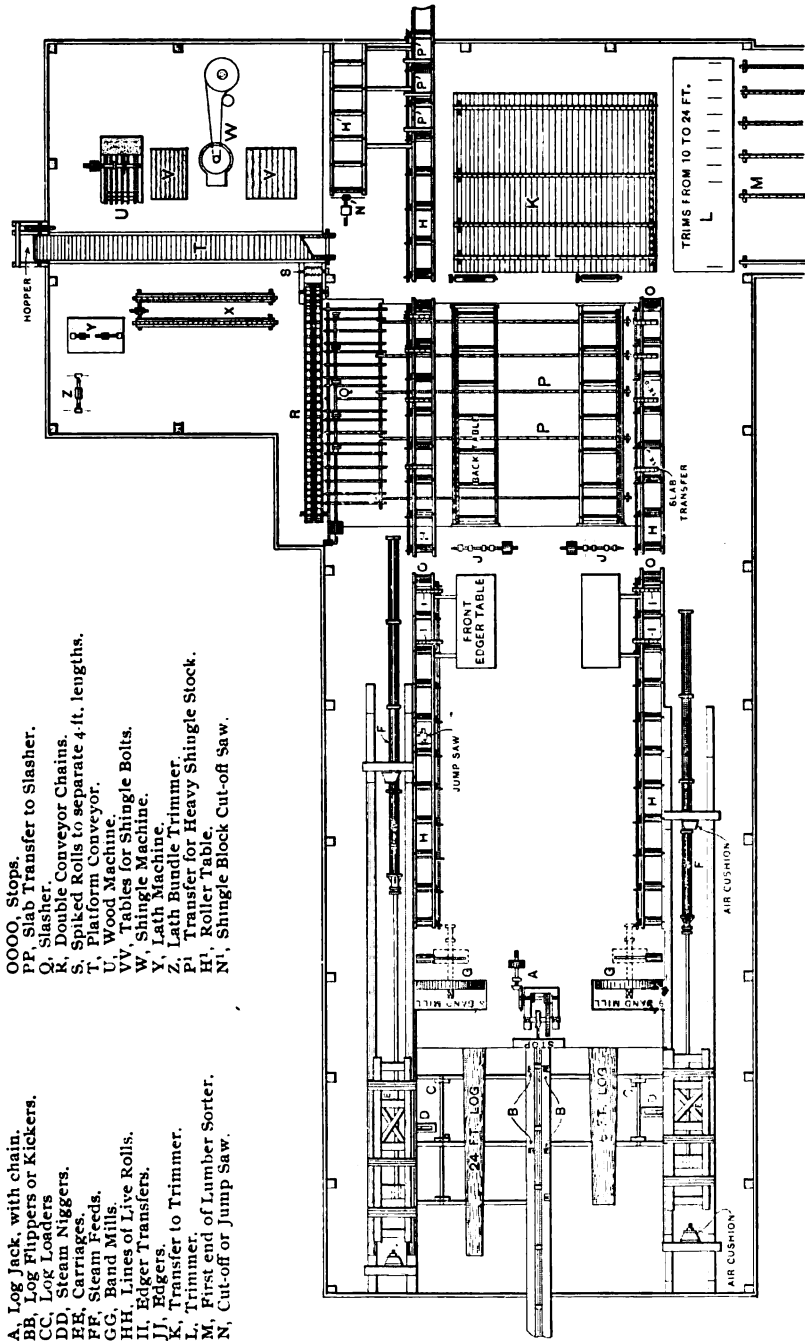 A, Log Jack, with chain.
BB, Log Flippers or Kickers.
CC, Log Loaders
DD, Steam Niggers.
EE, Carriages.
FF, Steam Feeds.
GG, Band Mills.
HH, Lines of Live Rolls.
II, Edger Transfers.
JJ, Edgers.
K, Transfer to Trimmer.
L, Trimmer.
M, First end of Lumber Sorter.
N, Cut-off or Jump Saw.
OOOO, Stops.
PP, Slab Transfer to Slasher.
Q, Slasher.
R, Double Conveyor Chains.
S, Spiked Rolls to separate 4-ft. lengths.
T, Platform Conveyor.
U, Wood Machine.
VV, Tables for Shingle Bolts.
W, Shingle Machine.
Y, Lath Machine.
Z, Lath Bundle Trimmer.
P¹ Transfer for Heavy Shingle Stock.
H¹, Roller Table.
N¹, Shingle Block Cut-off Saw.
HOPPER
U
V
W
V
T
S
Y
X
Z
R
Q
H'
N'
P' P' P'
H
K
TRIMS FROM 10 TO 24 FT.
L
M
O
BACK TABLE
P
P
SLAB
TRANSFER
H
H
J
J
O
O
I I
FRONT
EDGER TABLE
I I
F
JUMP SAW
H
H
F
AIR CUSHION
G
A
G
BAND MILL
BAND MILL
STOP
C
D
24 FT. LOG
B
B
FT. LOG
C
D
E
AIR CUSHION